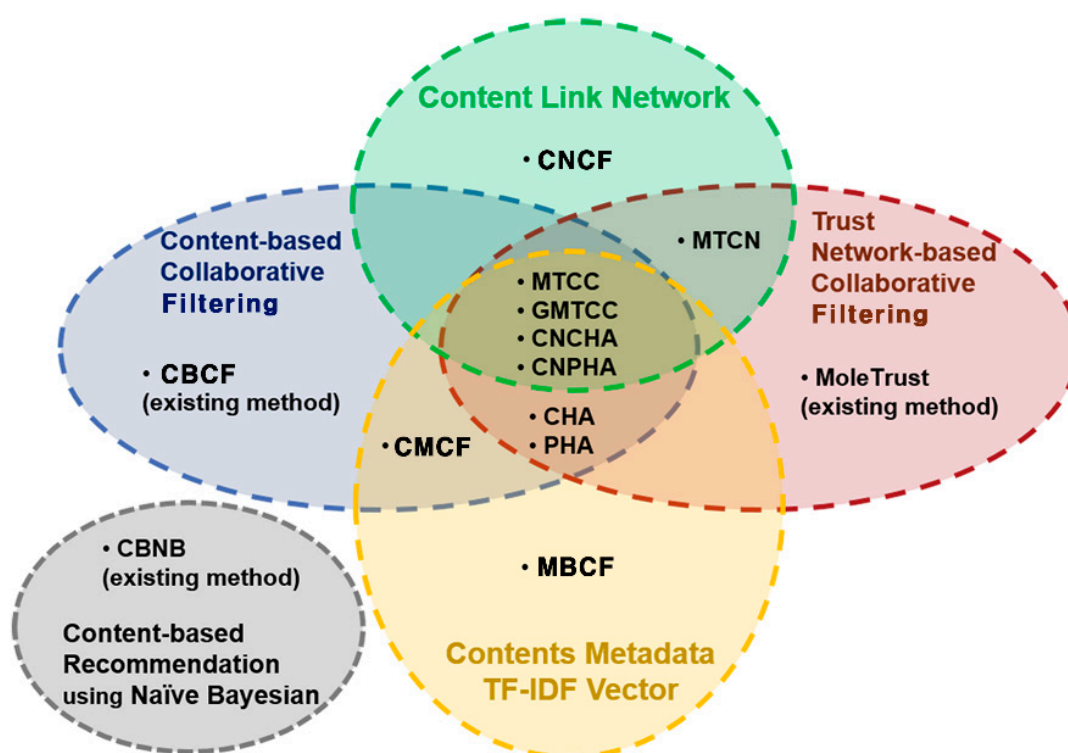 Content Link Network
• CNCF
Content-based
Collaborative
Filtering
• CBCF
(existing method)
Trust
Network-based
Collaborative
Filtering
• MoleTrust
(existing method)
• MTCN
• MTCC
• GMTCC
• CNCHA
• CNPHA
• CHA
• PHA
• CMCF
• CBNB
(existing method)
Content-based
Recommendation
using Naïve Bayesian
• MBCF
Contents Metadata
TF-IDF Vector